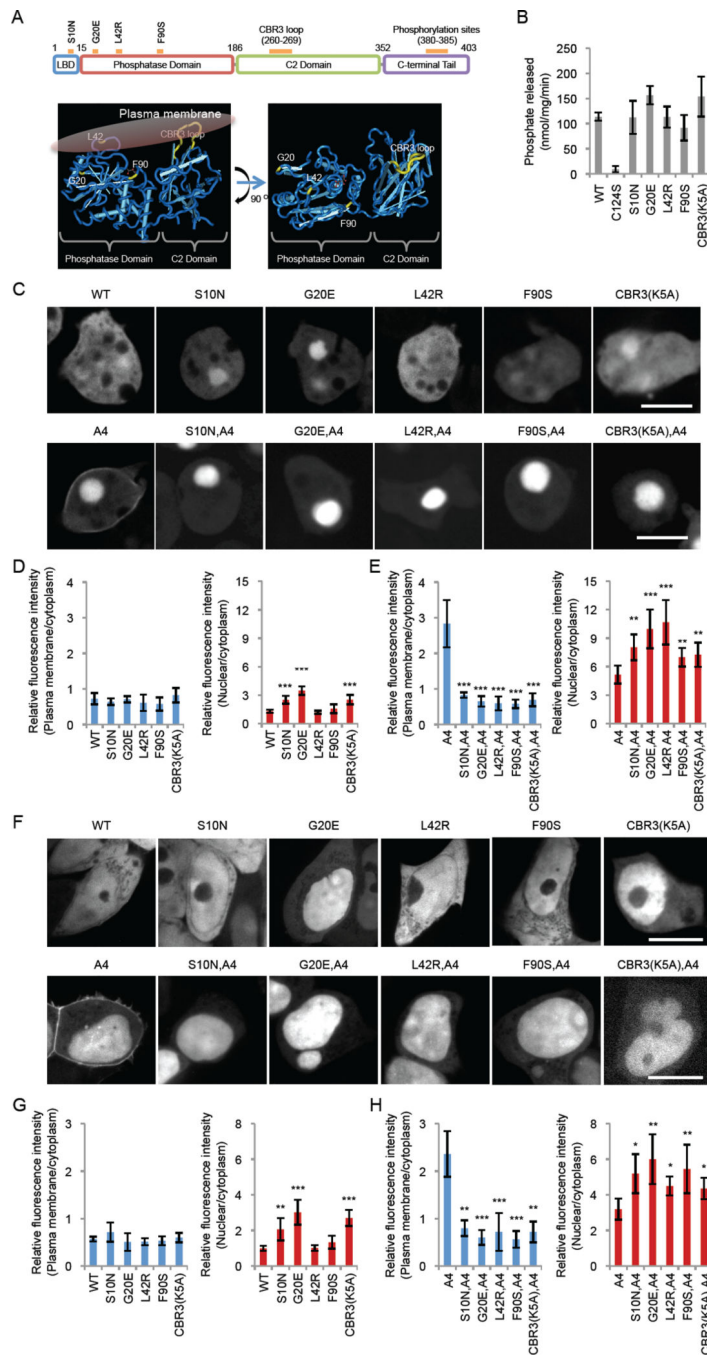 A
1 S10N 15 G20E L42R F90S 186 CBR3 loop (260-269) 352 Phosphorylation sites (380-385) 403
LBD Phosphatase Domain C2 Domain C-terminal Tail
Plasma membrane
L42 CBR3 loop
G20 F90
Phosphatase Domain C2 Domain
90 °
G20 L42 CBR3 loop
F90
Phosphatase Domain C2 Domain
B
Phosphate released
(nmol/mg/min)
250
200
150
100
50
0
WT C124S S10N G20E L42R F90S CBR3(K5A)
C
WT S10N G20E L42R F90S CBR3(K5A)
A4 S10N,A4 G20E,A4 L42R,A4 F90S,A4 CBR3(K5A),A4
D
Relative fluorescence intensity
(Plasma membrane/cytoplasm)
4
3
2
1
0
WT S10N G20E L42R F90S CBR3(K5A)
Relative fluorescence intensity
(Nuclear/cytoplasm)
15
12
9
6
3
0
*** *** ***
WT S10N G20E L42R F90S CBR3(K5A)
E
Relative fluorescence intensity
(Plasma membrane/cytoplasm)
4
3
2
1
0
*** *** *** *** ***
A4 S10N,A4 G20E,A4 L42R,A4 F90S,A4 CBR3(K5A),A4
Relative fluorescence intensity
(Nuclear/cytoplasm)
15
12
9
6
3
0
** *** *** ** **
A4 S10N,A4 G20E,A4 L42R,A4 F90S,A4 CBR3(K5A),A4
F
WT S10N G20E L42R F90S CBR3(K5A)
A4 S10N,A4 G20E,A4 L42R,A4 F90S,A4 CBR3(K5A),A4
G
Relative fluorescence intensity
(Plasma membrane/cytoplasm)
3
2
1
0
WT S10N G20E L42R F90S CBR3(K5A)
Relative fluorescence intensity
(Nuclear/cytoplasm)
8
6
4
2
0
** *** ***
WT S10N G20E L42R F90S CBR3(K5A)
H
Relative fluorescence intensity
(Plasma membrane/cytoplasm)
3
2
1
0
** *** *** *** **
A4 S10N,A4 G20E,A4 L42R,A4 F90S,A4 CBR3(K5A),A4
Relative fluorescence intensity
(Nuclear/cytoplasm)
8
6
4
2
0
* ** * ** *
A4 S10N,A4 G20E,A4 L42R,A4 F90S,A4 CBR3(K5A),A4